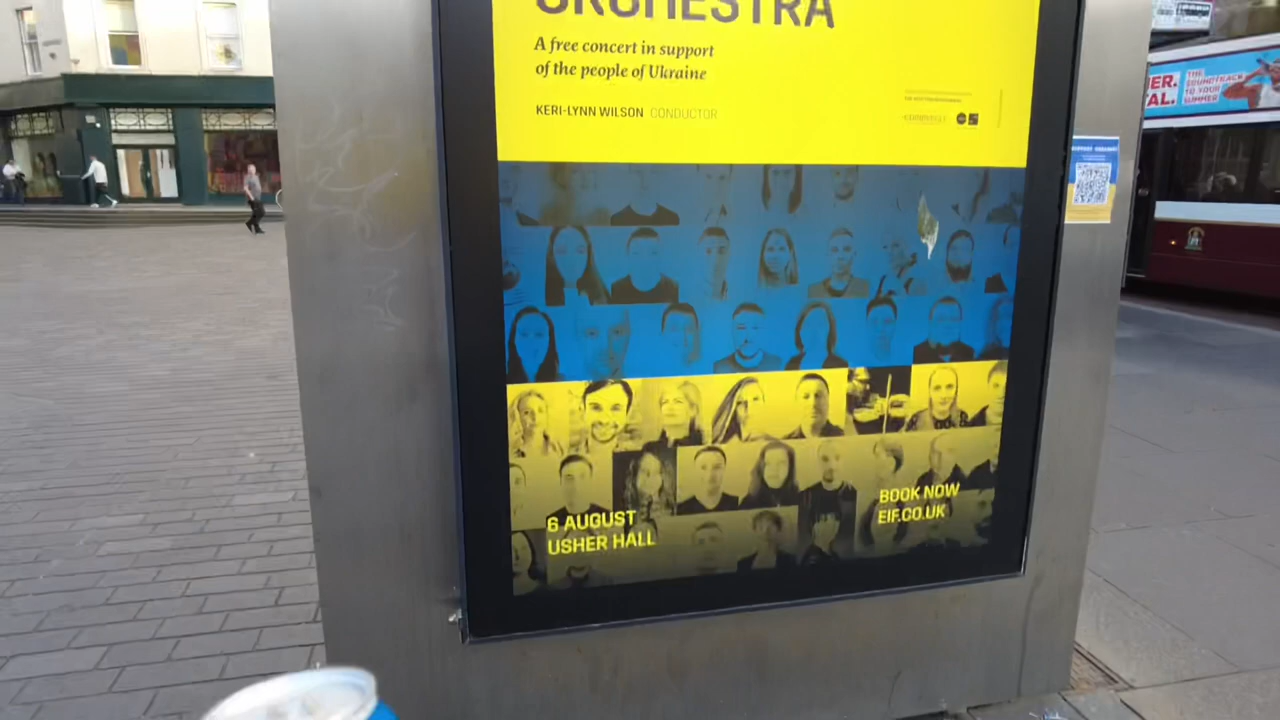 ORCHESTRA
A free concert in support
of the people of Ukraine
KERI-LYNN WILSON CONDUCTOR
6 AUGUST
USHER HALL
BOOK NOW
EIF.CO.UK
THE
SOUNDTRACK
TO YOUR
SUMMER